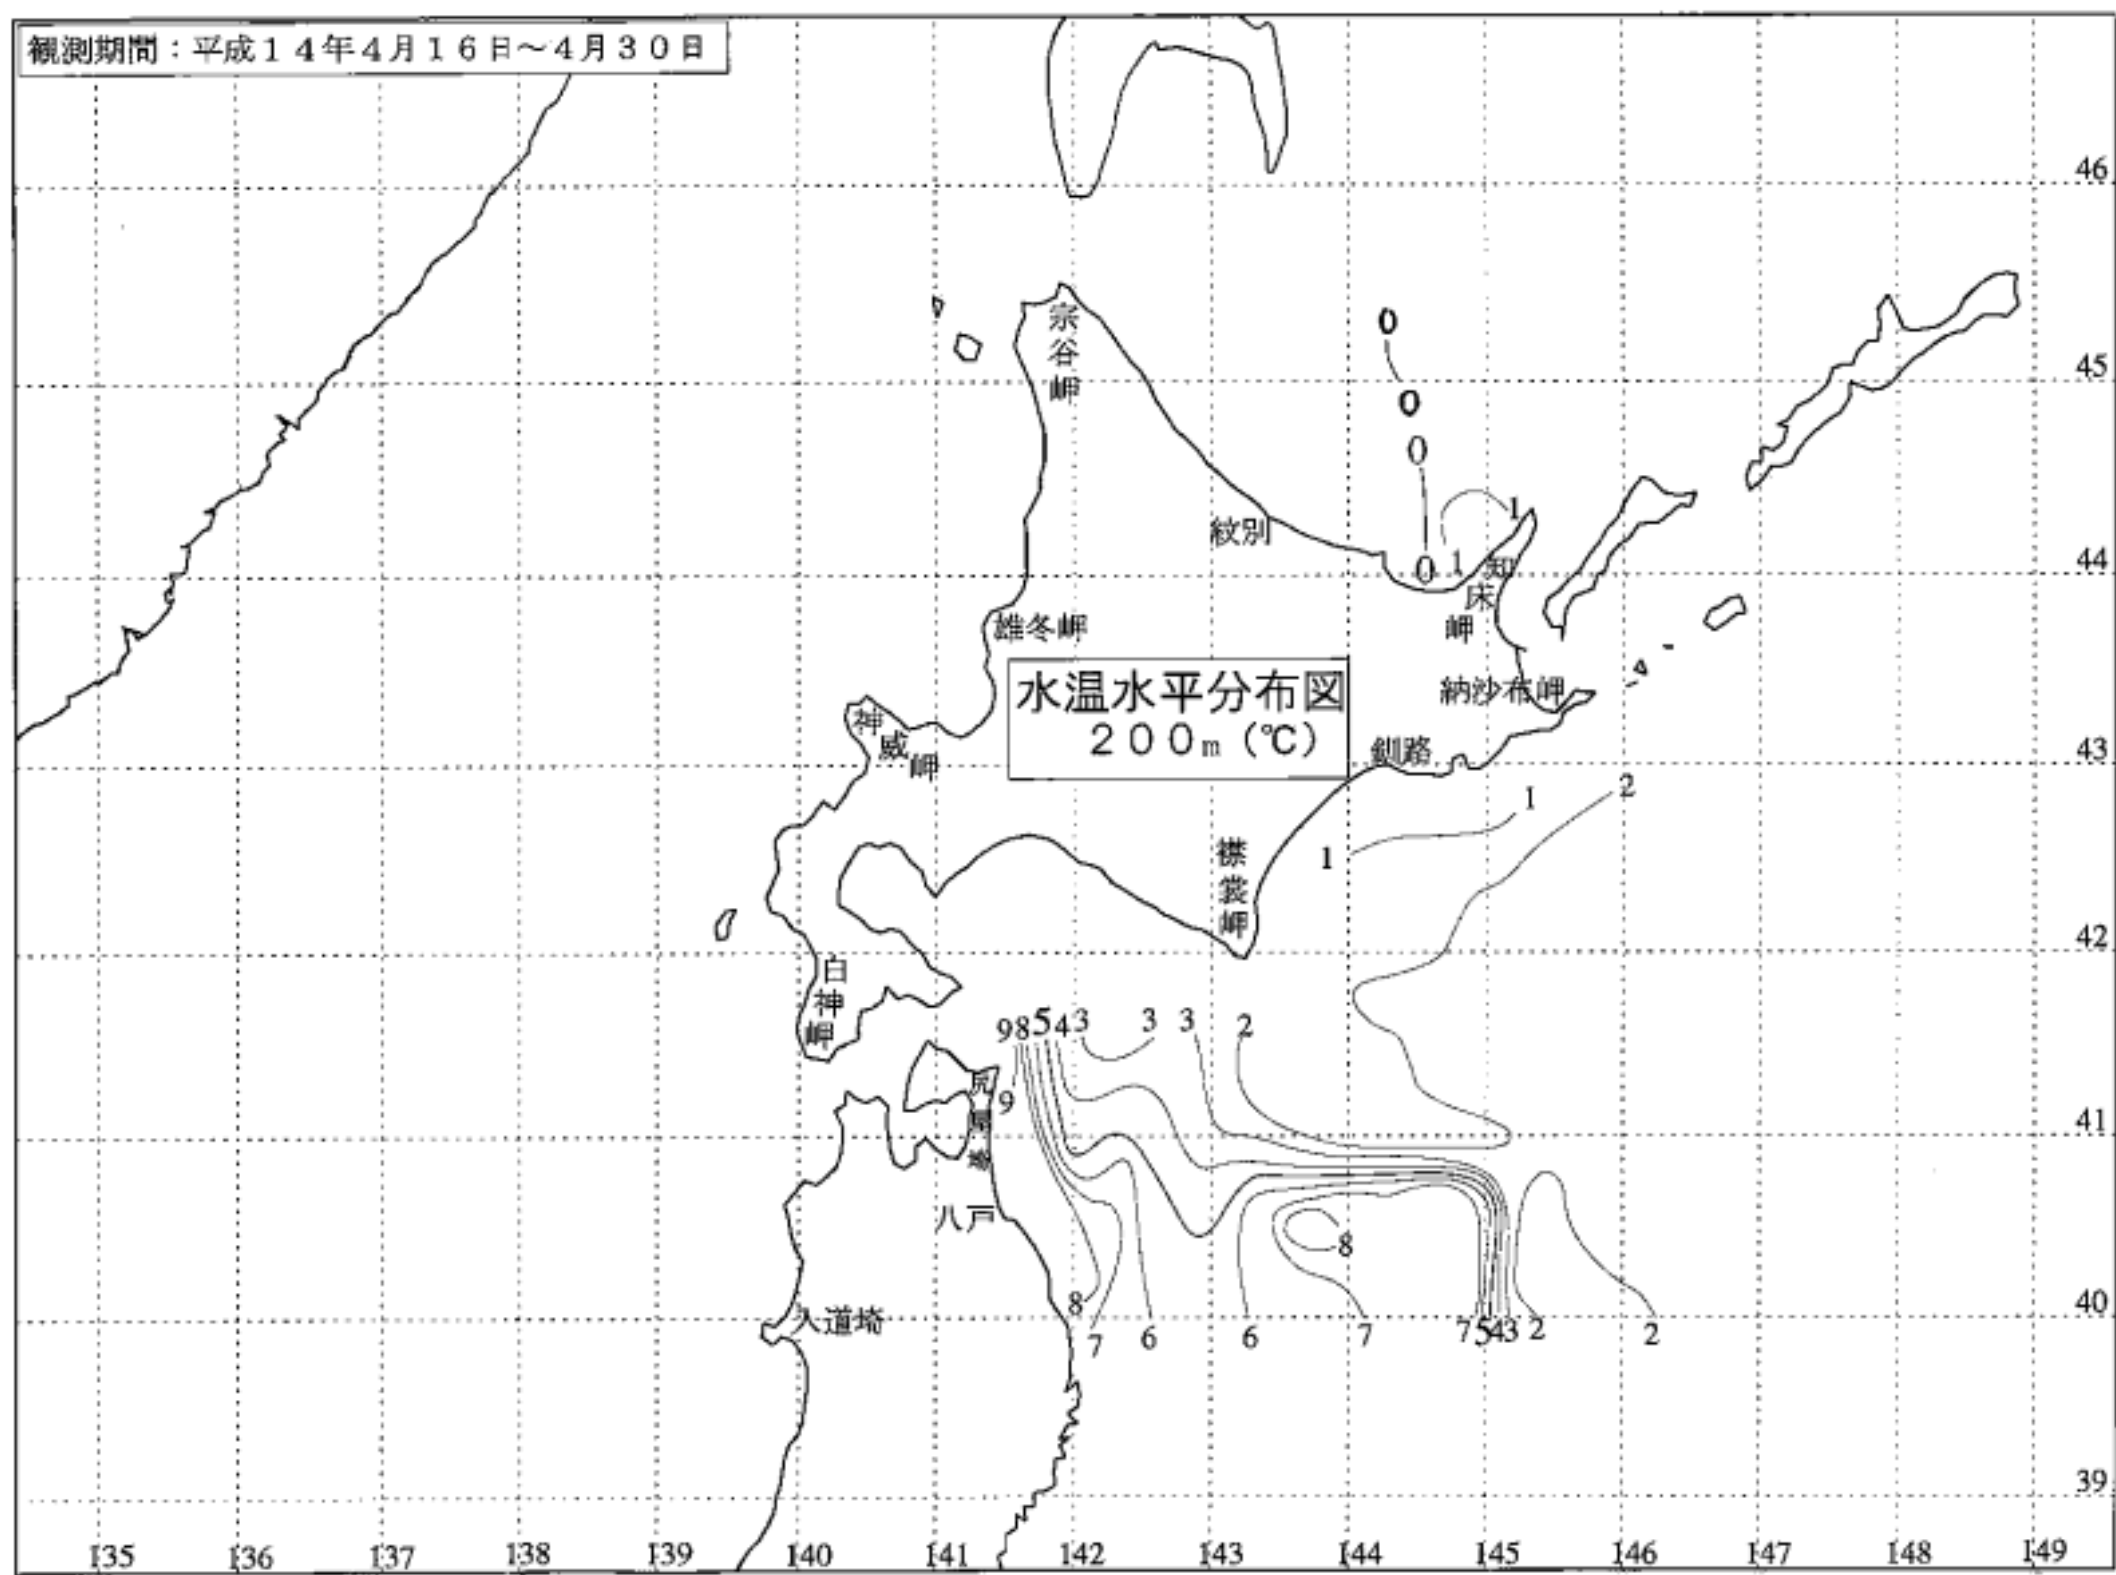 観測期間：平成１４年４月１６日～４月３０日
46
宗谷岬
0
45
0
0
1
紋別
0 1
44
知床岬
雄冬岬
水温水平分布図
２００ｍ（℃）
納沙布岬
神威岬
釧路
43
1 2
1
襟裳岬
42
白神岬
9 8 5 4 3 3 3 2
9
尻屋崎
41
八戸
8
8
入道埼
7 6 6 7 7 5 4 3 2 2
40
39
135 136 137 138 139 140 141 142 143 144 145 146 147 148 149